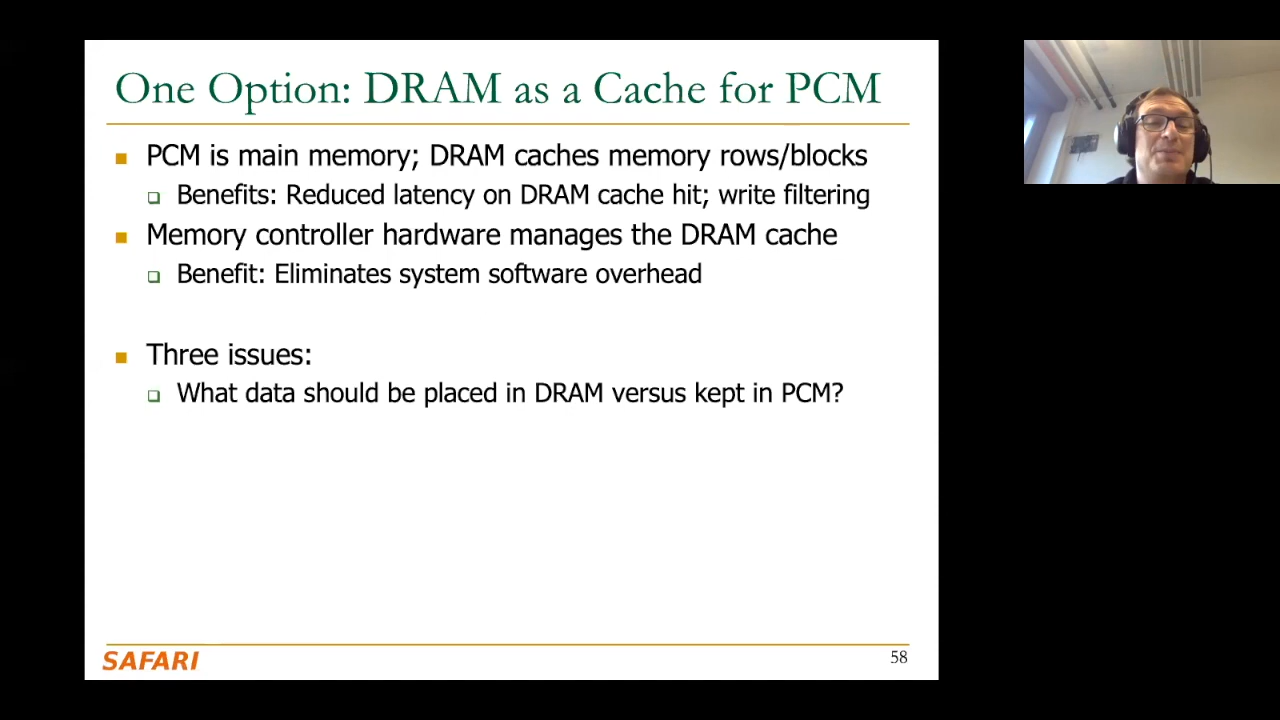 One Option: DRAM as a Cache for PCM
PCM is main memory; DRAM caches memory rows/blocks
Benefits: Reduced latency on DRAM cache hit; write filtering
Memory controller hardware manages the DRAM cache
Benefit: Eliminates system software overhead
Three issues:
What data should be placed in DRAM versus kept in PCM?
SAFARI
58